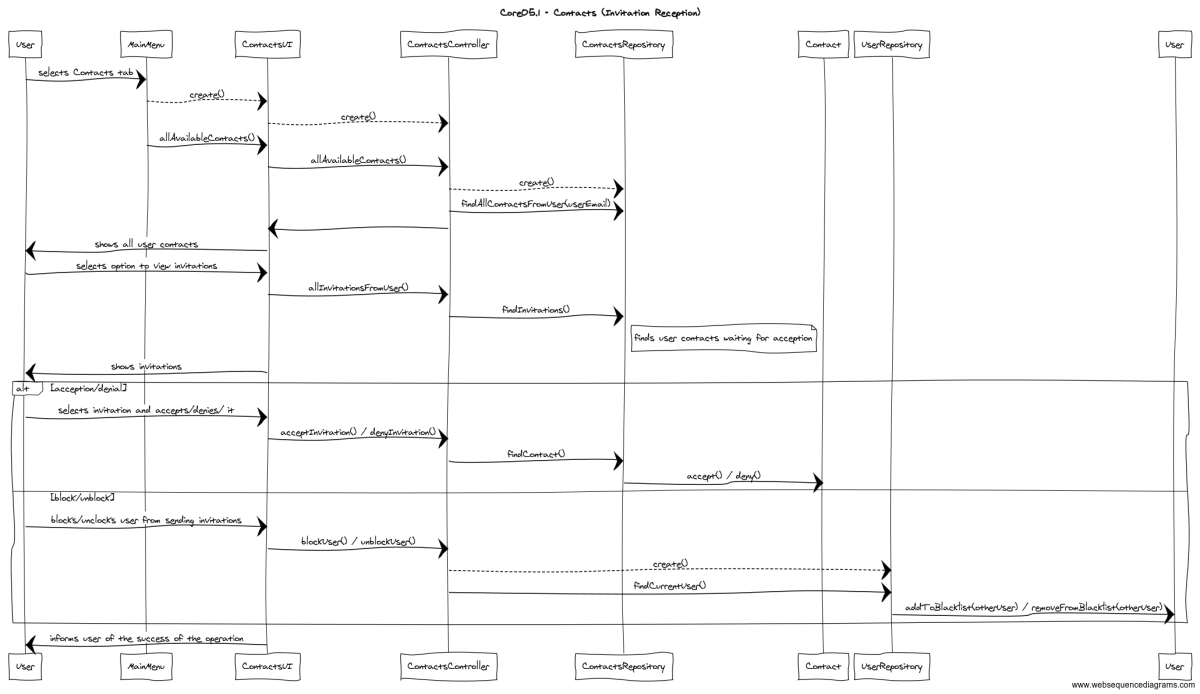 Core05.1 - Contacts (Invitation Reception)
User MainMenu ContactsUI ContactsController ContactsRepository Contact UserRepository User
selects Contacts tab
create()
create()
allAvailableContacts()
allAvailableContacts()
create()
findAllContactsFromUser(userEmail)
shows all user contacts
selects option to view invitations
allInvitationsFromUser()
findInvitations()
finds user contacts waiting for acception
shows invitations
alt [acception/denial]
selects invitation and accepts/denies/ it
acceptInvitation() / denyInvitation()
findContact()
accept() / deny()
[block/unblock]
blocks/unclocks user from sending invitations
blockUser() / unblockUser()
create()
findCurrentUser()
addToBlacklist(otherUser) / removeFromBlacklist(otherUser)
informs user of the success of the operation
User MainMenu ContactsUI ContactsController ContactsRepository Contact UserRepository User
www.websequencediagrams.com